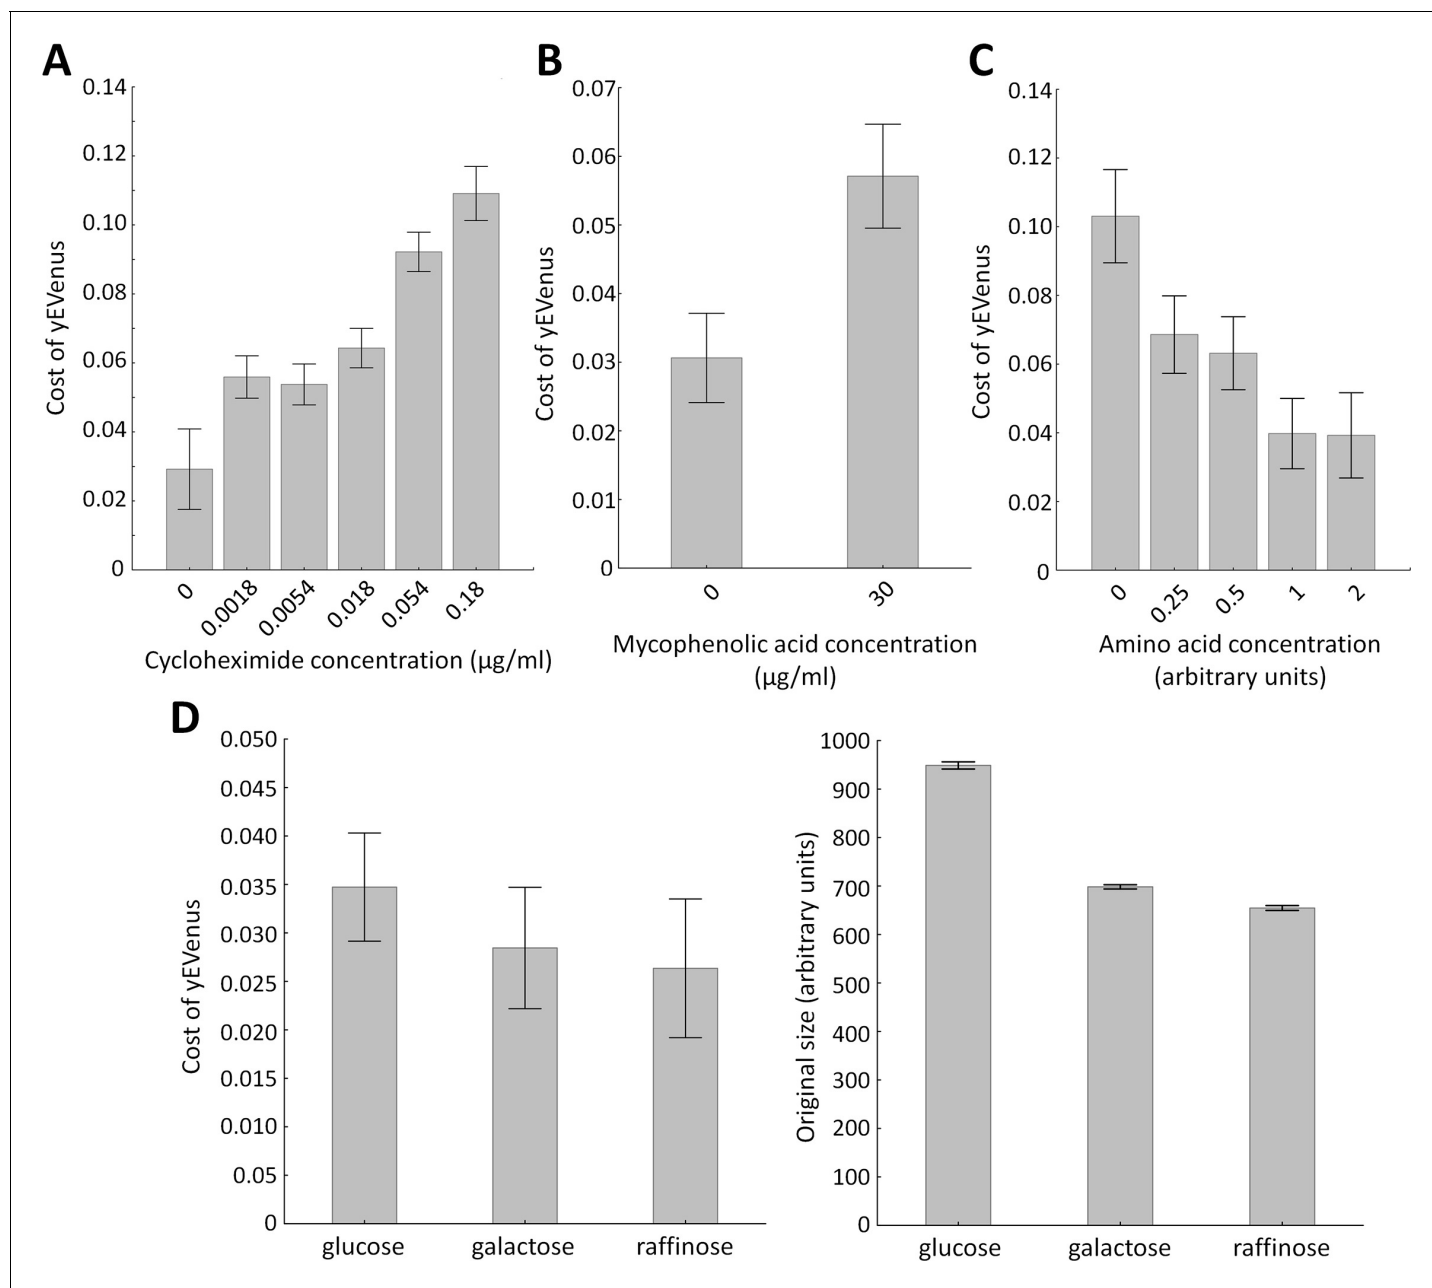 A
0.14
0.12
0.10
0.08
0.06
0.04
0.02
0
Cost of yEVenus
0
0.0018
0.0054
0.018
0.054
0.18
Cycloheximide concentration (µg/ml)
B
0.07
0.06
0.05
0.04
0.03
0.02
0.01
0
Cost of yEVenus
0
30
Mycophenolic acid concentration
(µg/ml)
C
0.14
0.12
0.10
0.08
0.06
0.04
0.02
0
Cost of yEVenus
0
0.25
0.5
1
2
Amino acid concentration
(arbitrary units)
D
0.050
0.045
0.040
0.035
0.030
0.025
0.020
0.015
0.010
0.05
0
Cost of yEVenus
glucose
galactose
raffinose
1000
900
800
700
600
500
400
300
200
100
0
Original size (arbitrary units)
glucose
galactose
raffinose